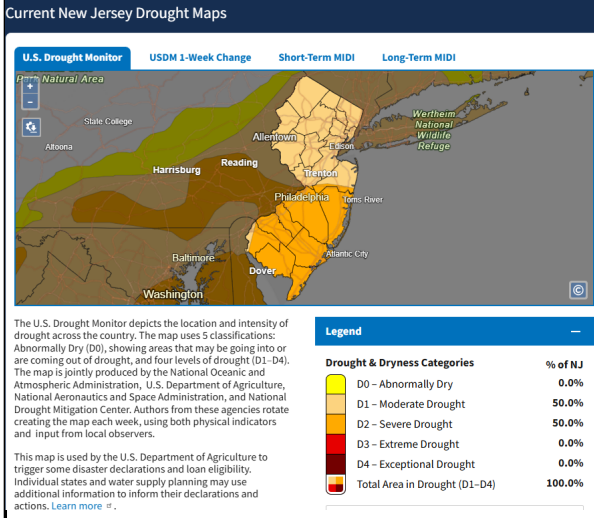 Current New Jersey Drought Maps
U.S. Drought Monitor
USDM 1-Week Change
Short-Term MIDI
Long-Term MIDI
Park Natural Area
+
−
State College
Altoona
Harrisburg
Reading
Allentown
Edison
Trenton
Philadelphia
Toms River
Wertheim
National
Wildlife
Refuge
Baltimore
Dover
Atlantic City
Washington
©
The U.S. Drought Monitor depicts the location and intensity of
drought across the country. The map uses 5 classifications:
Abnormally Dry (D0), showing areas that may be going into or
are coming out of drought, and four levels of drought (D1–D4).
The map is jointly produced by the National Oceanic and
Atmospheric Administration, U.S. Department of Agriculture,
National Aeronautics and Space Administration, and National
Drought Mitigation Center. Authors from these agencies rotate
creating the map each week, using both physical indicators
and input from local observers.
This map is used by the U.S. Department of Agriculture to
trigger some disaster declarations and loan eligibility.
Individual states and water supply planning may use
additional information to inform their declarations and
actions. Learn more.
Legend
Drought & Dryness Categories % of NJ
D0 – Abnormally Dry 0.0%
D1 – Moderate Drought 50.0%
D2 – Severe Drought 50.0%
D3 – Extreme Drought 0.0%
D4 – Exceptional Drought 0.0%
Total Area in Drought (D1–D4) 100.0%